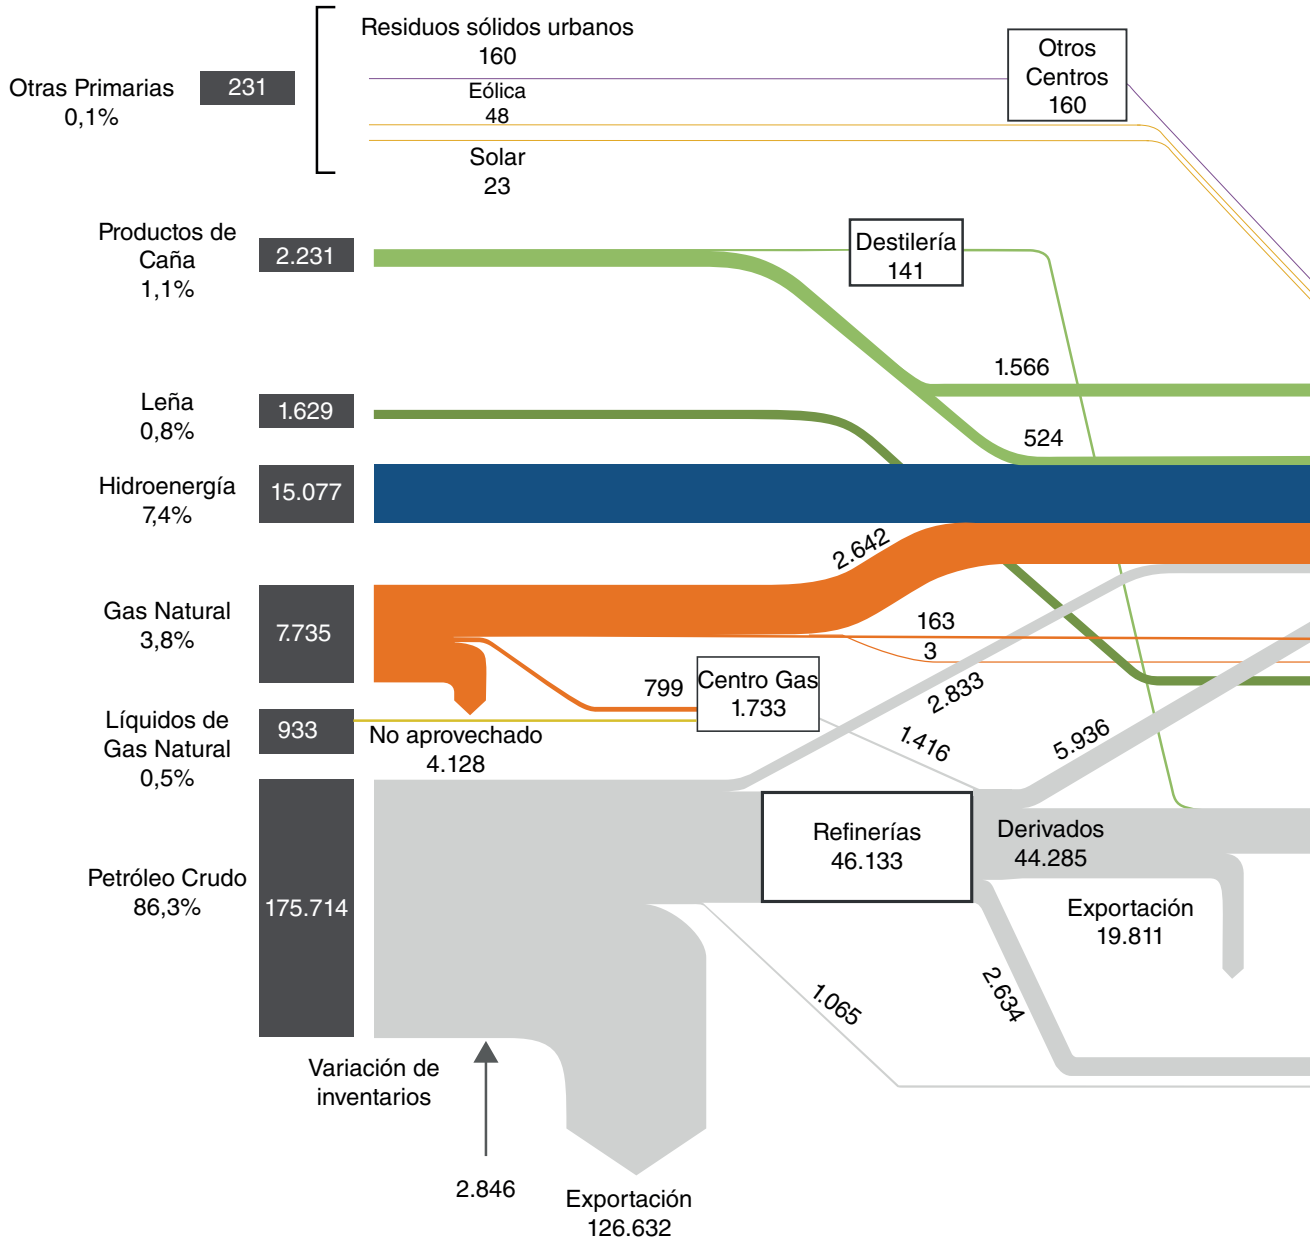 Residuos sólidos urbanos
160
Otros
Centros
160
Otras Primarias
0,1%
231
Eólica
48
Solar
23
Productos de
Caña
1,1%
2.231
Destilería
141
1.566
Leña
0,8%
1.629
524
Hidroenergía
7,4%
15.077
2.642
Gas Natural
3,8%
7.735
163
3
799
Centro Gas
1.733
2.833
1.416
5.936
Líquidos de
Gas Natural
0,5%
933
No aprovechado
4.128
Refinerías
46.133
Derivados
44.285
Petróleo Crudo
86,3%
175.714
Exportación
19.811
1.065
2.634
Variación de
inventarios
2.846
Exportación
126.632